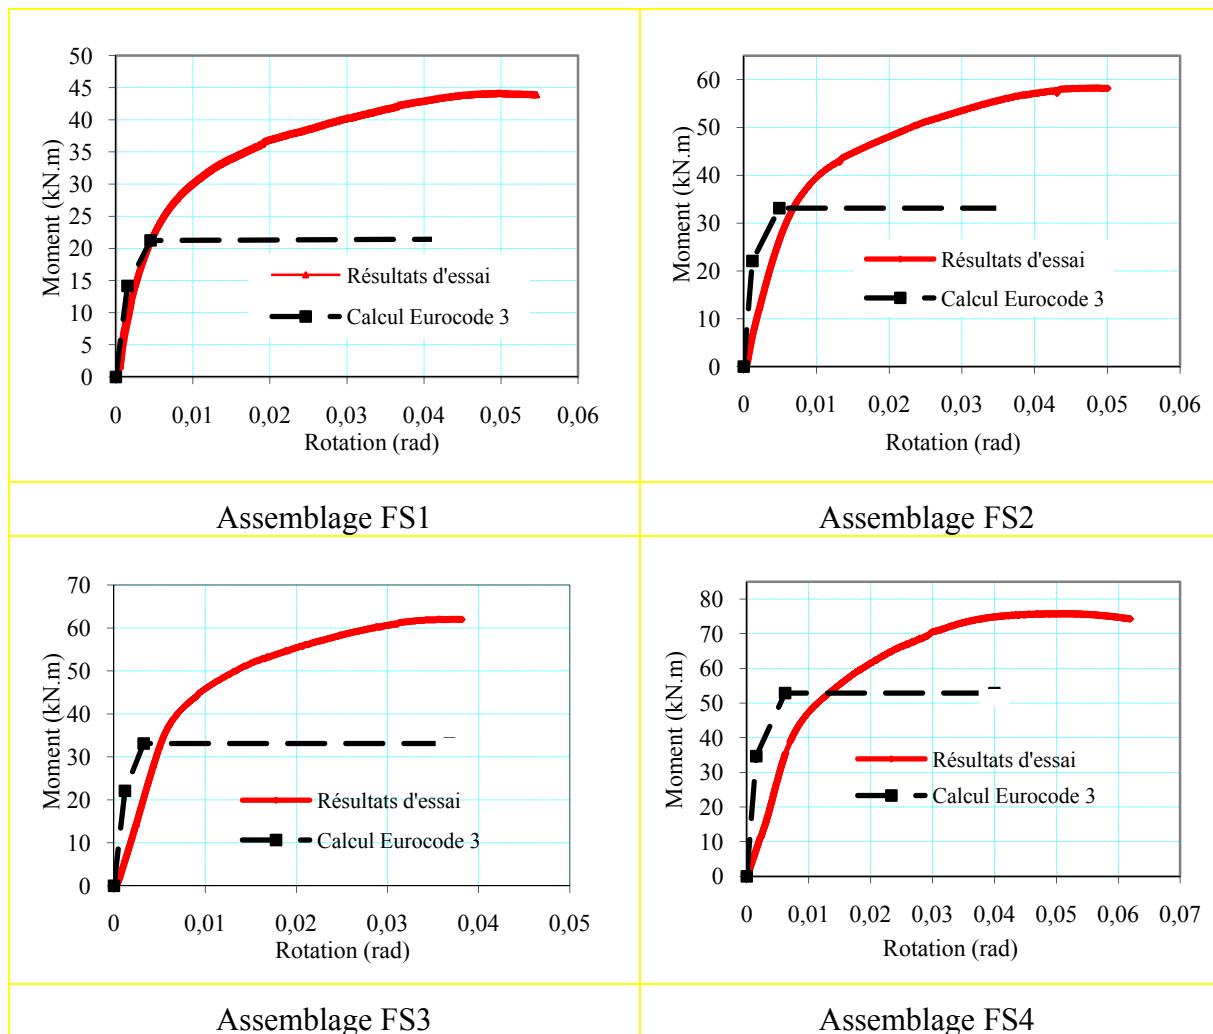 50
45
40
35
30
25
20
15
10
5
0
Moment (kN.m)
0 0,01 0,02 0,03 0,04 0,05 0,06
Rotation (rad)
Résultats d'essai
Calcul Eurocode 3
60
50
40
30
20
10
0
Moment (kN.m)
0 0,01 0,02 0,03 0,04 0,05 0,06
Rotation (rad)
Résultats d'essai
Calcul Eurocode 3
Assemblage FS1
Assemblage FS2
70
60
50
40
30
20
10
0
Moment (kN.m)
0 0,01 0,02 0,03 0,04 0,05
Rotation (rad)
Résultats d'essai
Calcul Eurocode 3
80
70
60
50
40
30
20
10
0
Moment (kN.m)
0 0,01 0,02 0,03 0,04 0,05 0,06 0,07
Rotation (rad)
Résultats d'essai
Calcul Eurocode 3
Assemblage FS3
Assemblage FS4